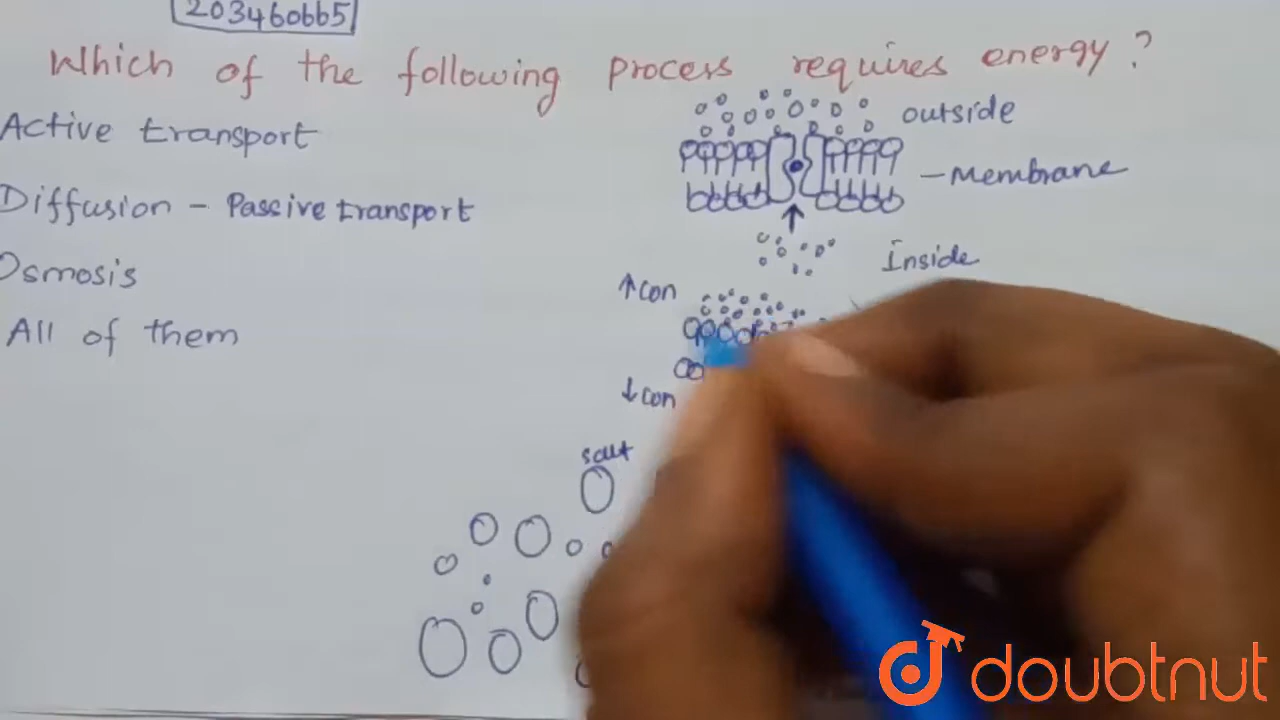 203460665
Which of the following process requires energy?
Active transport
Diffusion - Passive transport
Osmosis
All of them
outside
-Membrane
Inside
↑con
↓con
salt
doubtnut